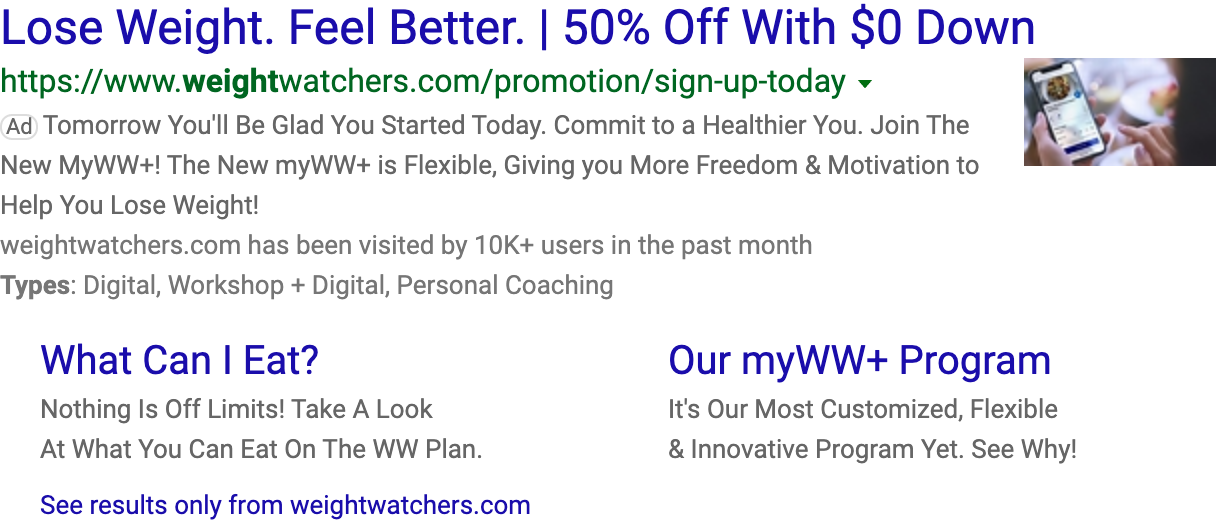 Lose Weight. Feel Better. | 50% Off With $0 Down
https://www.weightwatchers.com/promotion/sign-up-today
Ad Tomorrow You'll Be Glad You Started Today. Commit to a Healthier You. Join The
New MyWW+! The New myWW+ is Flexible, Giving you More Freedom & Motivation to
Help You Lose Weight!
weightwatchers.com has been visited by 10K+ users in the past month
Types: Digital, Workshop + Digital, Personal Coaching
What Can I Eat?
Nothing Is Off Limits! Take A Look
At What You Can Eat On The WW Plan.
Our myWW+ Program
It's Our Most Customized, Flexible
& Innovative Program Yet. See Why!
See results only from weightwatchers.com